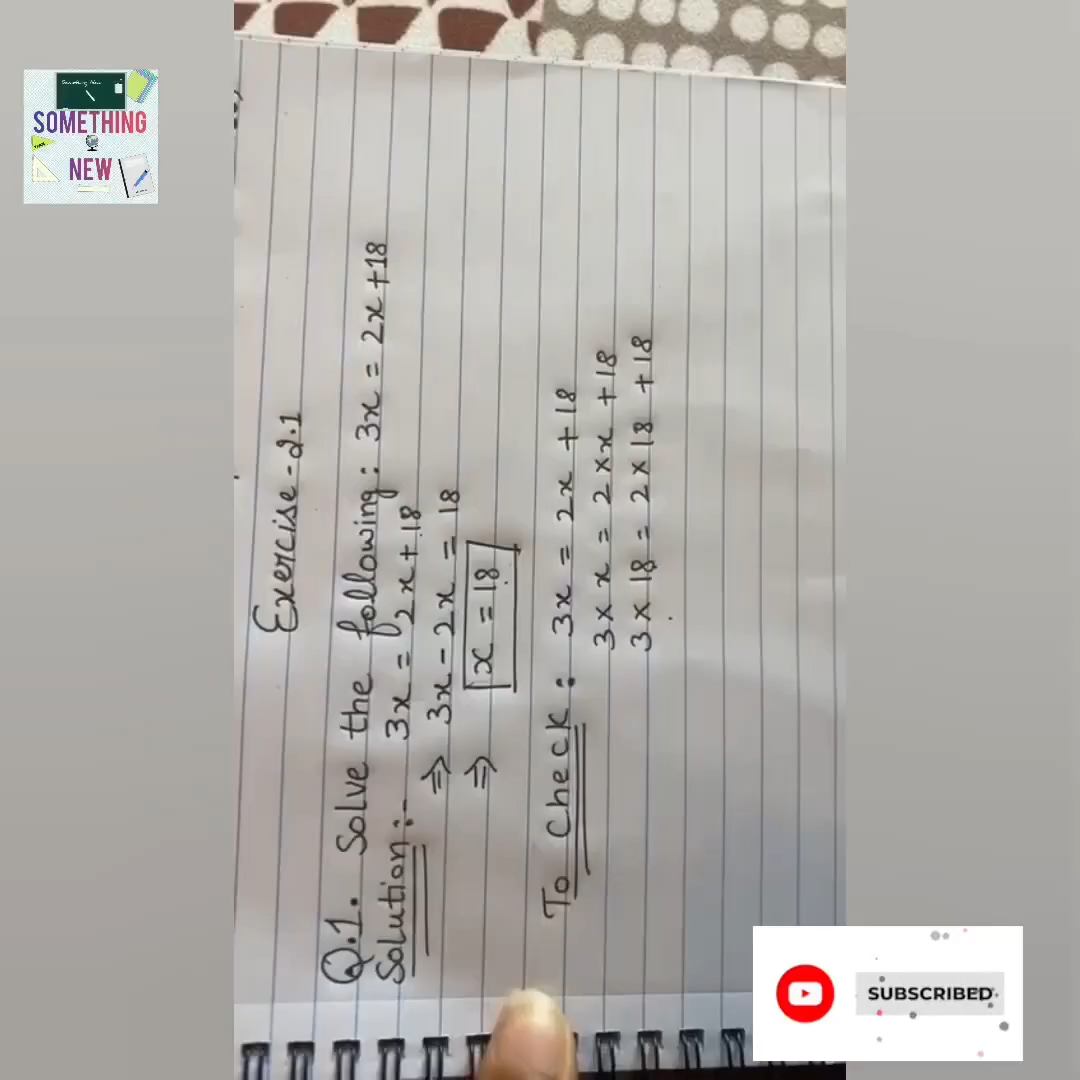 SOMETHING
NEW
Exercise - 2.1
Q.1. Solve the following: 3x = 2x + 18
Solution:- 3x = 2x + 18
⇒ 3x - 2x = 18
⇒ x = 18
To Check: 3x = 2x + 18
3 × x = 2 × x + 18
3 × 18 = 2 × 18 + 18
SUBSCRIBED